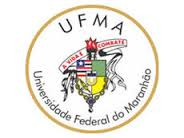 UFMA
A VIDA É COMBATE
Universidade Federal do Maranhão